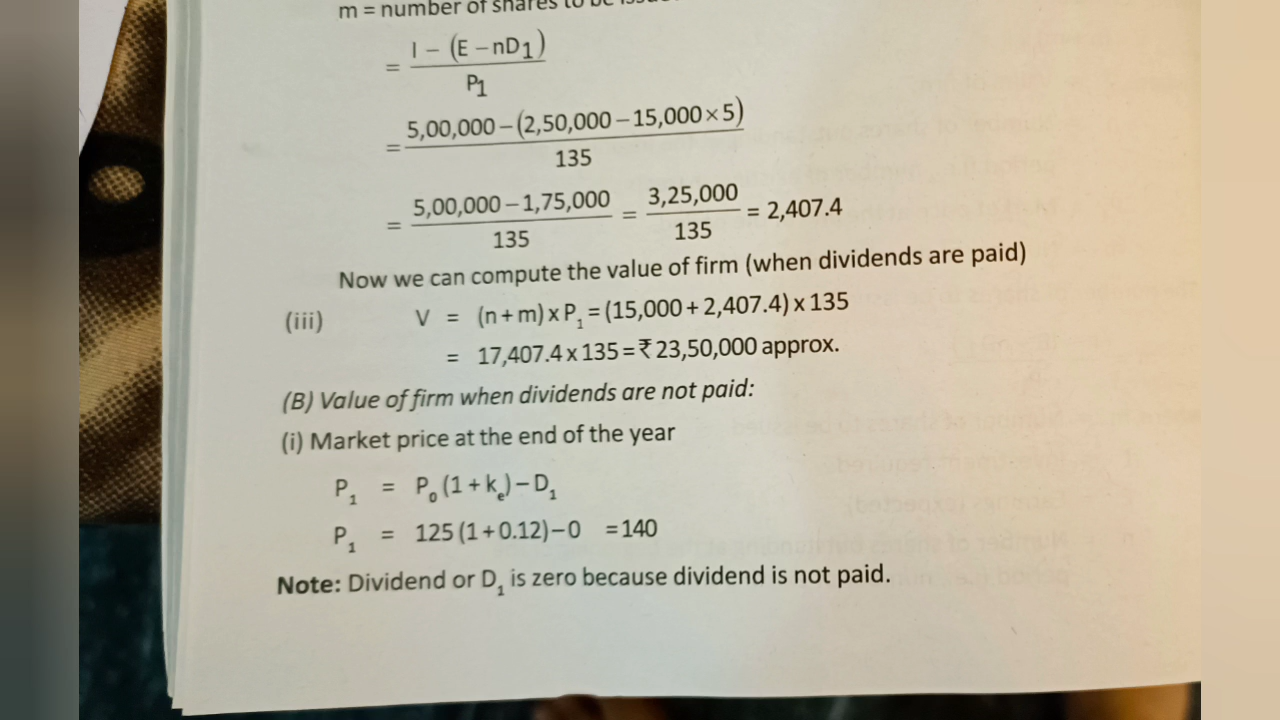 m = number of shares to be
= I – (E – nD1) / P1
= 5,00,000 – (2,50,000 – 15,000 × 5) / 135
= 5,00,000 – 1,75,000 / 135 = 3,25,000 / 135 = 2,407.4
Now we can compute the value of firm (when dividends are paid)
(iii) V = (n + m) x P₁ = (15,000 + 2,407.4) x 135
= 17,407.4 x 135 = ₹ 23,50,000 approx.
(B) Value of firm when dividends are not paid:
(i) Market price at the end of the year
P₁ = P₀ (1 + kₑ) – D₁
P₁ = 125 (1 + 0.12) – 0 = 140
Note: Dividend or D₁ is zero because dividend is not paid.